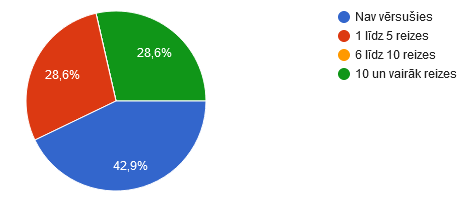 28,6%
28,6%
42,9%
Nav vērsušies
1 līdz 5 reizes
6 līdz 10 reizes
10 un vairāk reizes